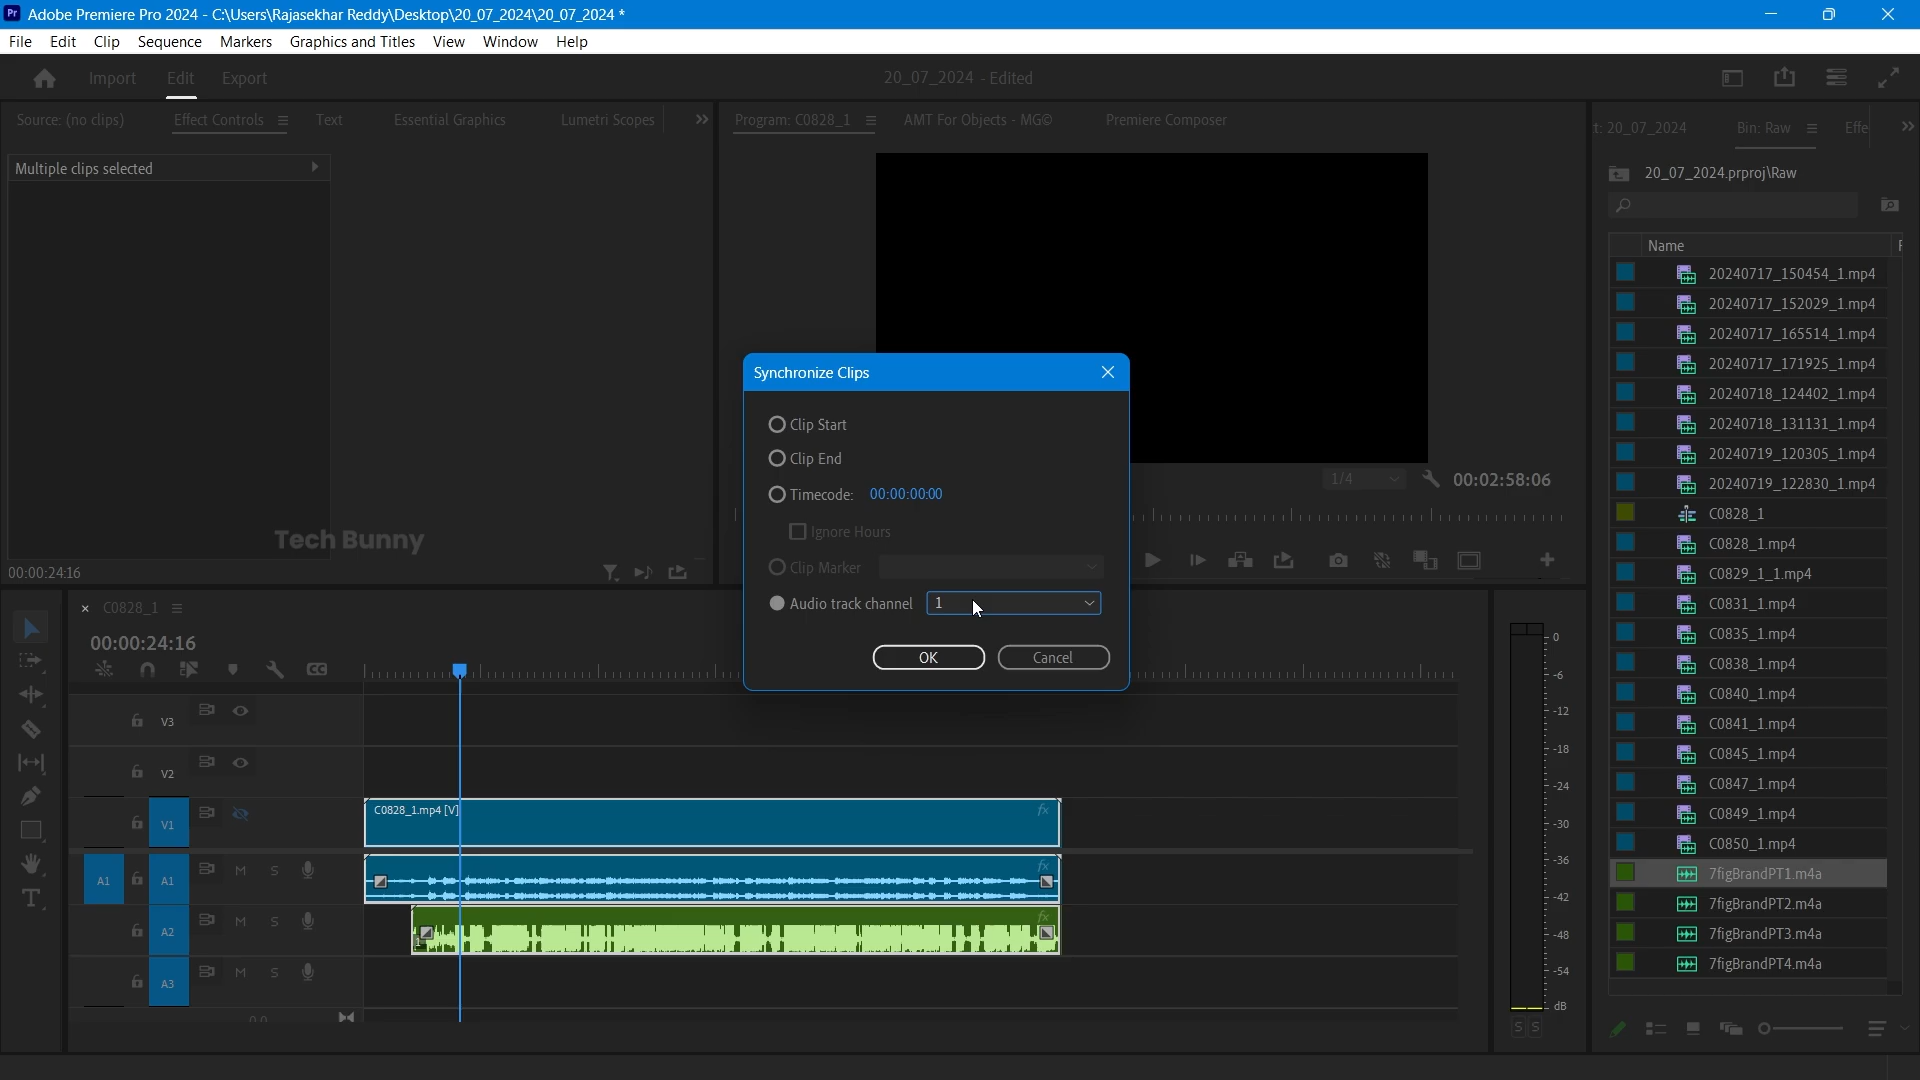 Pr Adobe Premiere Pro 2024 - C:\Users\Rajasekhar Reddy\Desktop\20_07_2024\20_07_2024 *
File Edit Clip Sequence Markers Graphics and Titles View Window Help
Import Edit Export 20_07_2024 - Edited
Source: (no clips) Effect Controls Text Essential Graphics Lumetri Scopes
Program: C0828_1 AMT For Objects - MG© Premiere Composer
t: 20_07_2024 Bin: Raw Effe
Multiple clips selected
Tech Bunny
00:00:24:16
1/4 00:02:58:06
Synchronize Clips
Clip Start
Clip End
Timecode: 00:00:00:00
Ignore Hours
Clip Marker
Audio track channel 1
OK Cancel
20_07_2024.prproj\Raw
Name
20240717_150454_1.mp4
20240717_152029_1.mp4
20240717_165514_1.mp4
20240717_171925_1.mp4
20240718_124402_1.mp4
20240718_131131_1.mp4
20240719_120305_1.mp4
20240719_122830_1.mp4
C0828_1
C0828_1.mp4
C0829_1_1.mp4
C0831_1.mp4
C0835_1.mp4
C0838_1.mp4
C0840_1.mp4
C0841_1.mp4
C0845_1.mp4
C0847_1.mp4
C0849_1.mp4
C0850_1.mp4
7figBrandPT1.m4a
7figBrandPT2.m4a
7figBrandPT3.m4a
7figBrandPT4.m4a
C0828_1
00:00:24:16
CC
V3
V2
V1
C0828_1.mp4 [V]
fx
A1 A1 M S
fx
A2 M S
fx
A3 M S
0.0
0
-6
-12
-18
-24
-30
-36
-42
-48
-54
dB
S S